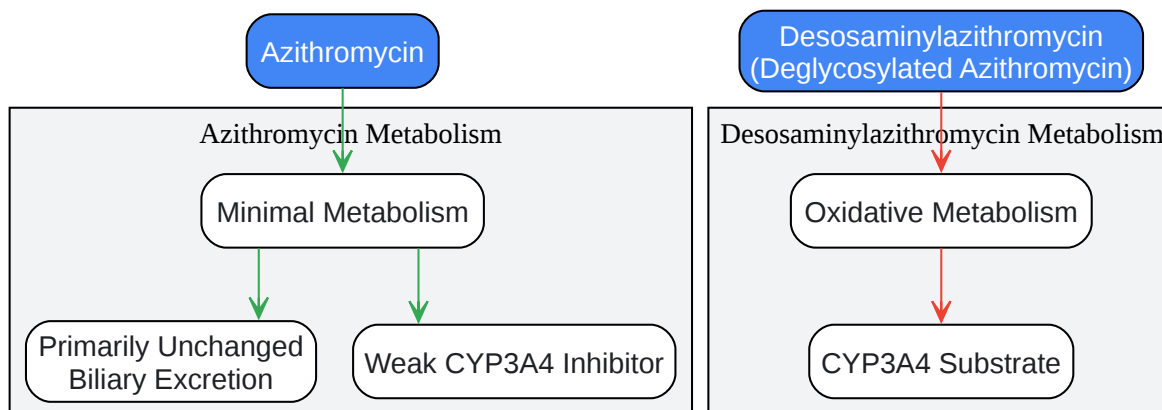 Azithromycin
Azithromycin Metabolism
Minimal Metabolism
Primarily Unchanged
Biliary Excretion
Weak CYP3A4 Inhibitor
Desosaminylazithromycin
(Deglycosylated Azithromycin)
Desosaminylazithromycin Metabolism
Oxidative Metabolism
CYP3A4 Substrate